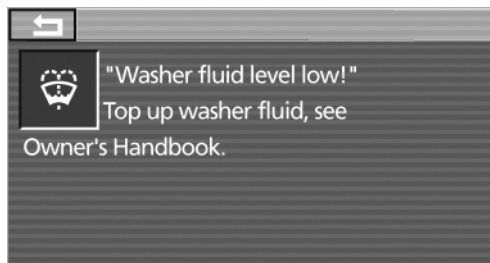 "Washer fluid level low!"
Top up washer fluid, see
Owner's Handbook.